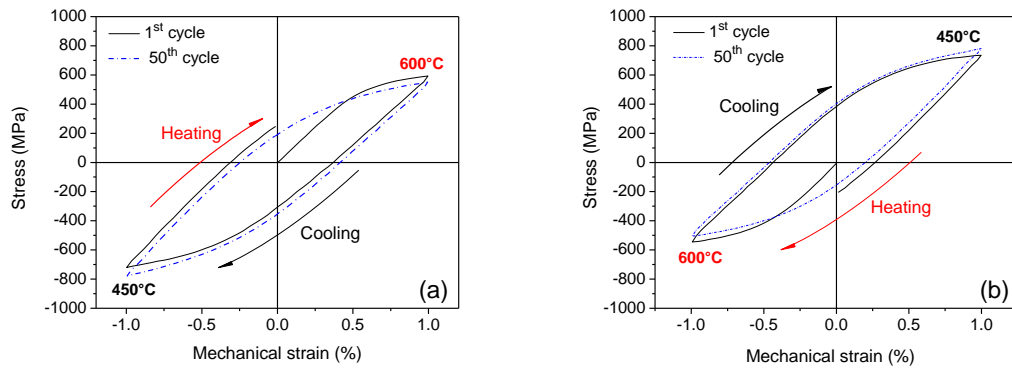 1000
800
600
400
200
0
-200
-400
-600
-800
-1000
-1.0
-0.5
0.0
0.5
1.0
Stress (MPa)
Mechanical strain (%)
1st cycle
50th cycle
600°C
Heating
Cooling
450°C
(a)
1000
800
600
400
200
0
-200
-400
-600
-800
-1000
-1.0
-0.5
0
0.5
1.0
Stress (MPa)
Mechanical strain (%)
1st cycle
50th cycle
450°C
Cooling
Heating
600°C
(b)